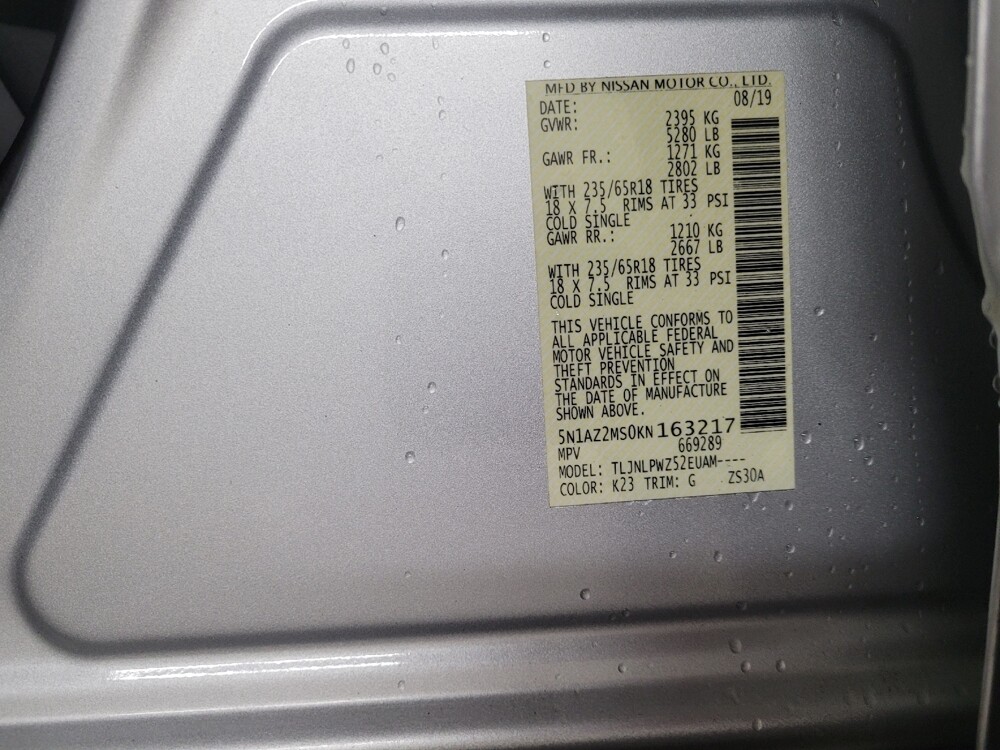 MFD BY NISSAN MOTOR CO., LTD.
DATE: 08/19
GVWR: 2395 KG
5280 LB
GAWR FR.: 1271 KG
2802 LB
WITH 235/65R18 TIRES
18 X 7.5 RIMS AT 33 PSI
COLD SINGLE
GAWR RR.: 1210 KG
2667 LB
WITH 235/65R18 TIRES
18 X 7.5 RIMS AT 33 PSI
COLD SINGLE
THIS VEHICLE CONFORMS TO
ALL APPLICABLE FEDERAL
MOTOR VEHICLE SAFETY AND
THEFT PREVENTION
STANDARDS IN EFFECT ON
THE DATE OF MANUFACTURE
SHOWN ABOVE.
5N1AZ2MS0KN163217
MPV 669289
MODEL: TLJNLPWZ52EUAM----
COLOR: K23 TRIM: G ZS30A